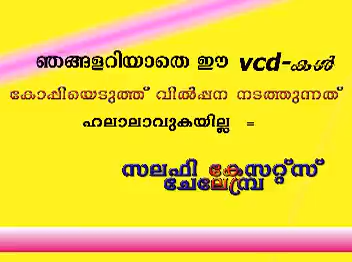 ഞങ്ങളറിയാതെ ഈ vcd-കൾ
കോപ്പിയെടുത്ത് വിൽപ്പന നടത്തുന്നത്
ഹലാലാവുകയില്ല =
സലഫി കേസറ്റ്സ്
ചേലേമ്പ്ര